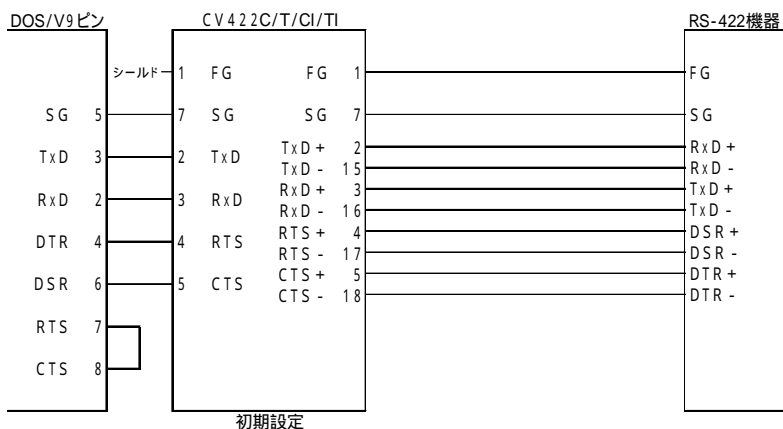 DOS/V9ピン CV422C/T/CI/TI RS-422機器
シールド 1 FG FG 1 FG
SG 5 7 SG SG 7 SG
TxD 3 2 TxD TxD+ 2 RxD+
TxD- 15 RxD-
RxD 2 3 RxD RxD+ 3 TxD+
RxD- 16 TxD-
DTR 4 4 RTS RTS+ 4 DSR+
RTS- 17 DSR-
DSR 6 5 CTS CTS+ 5 DTR+
CTS- 18 DTR-
RTS 7
CTS 8
初期設定